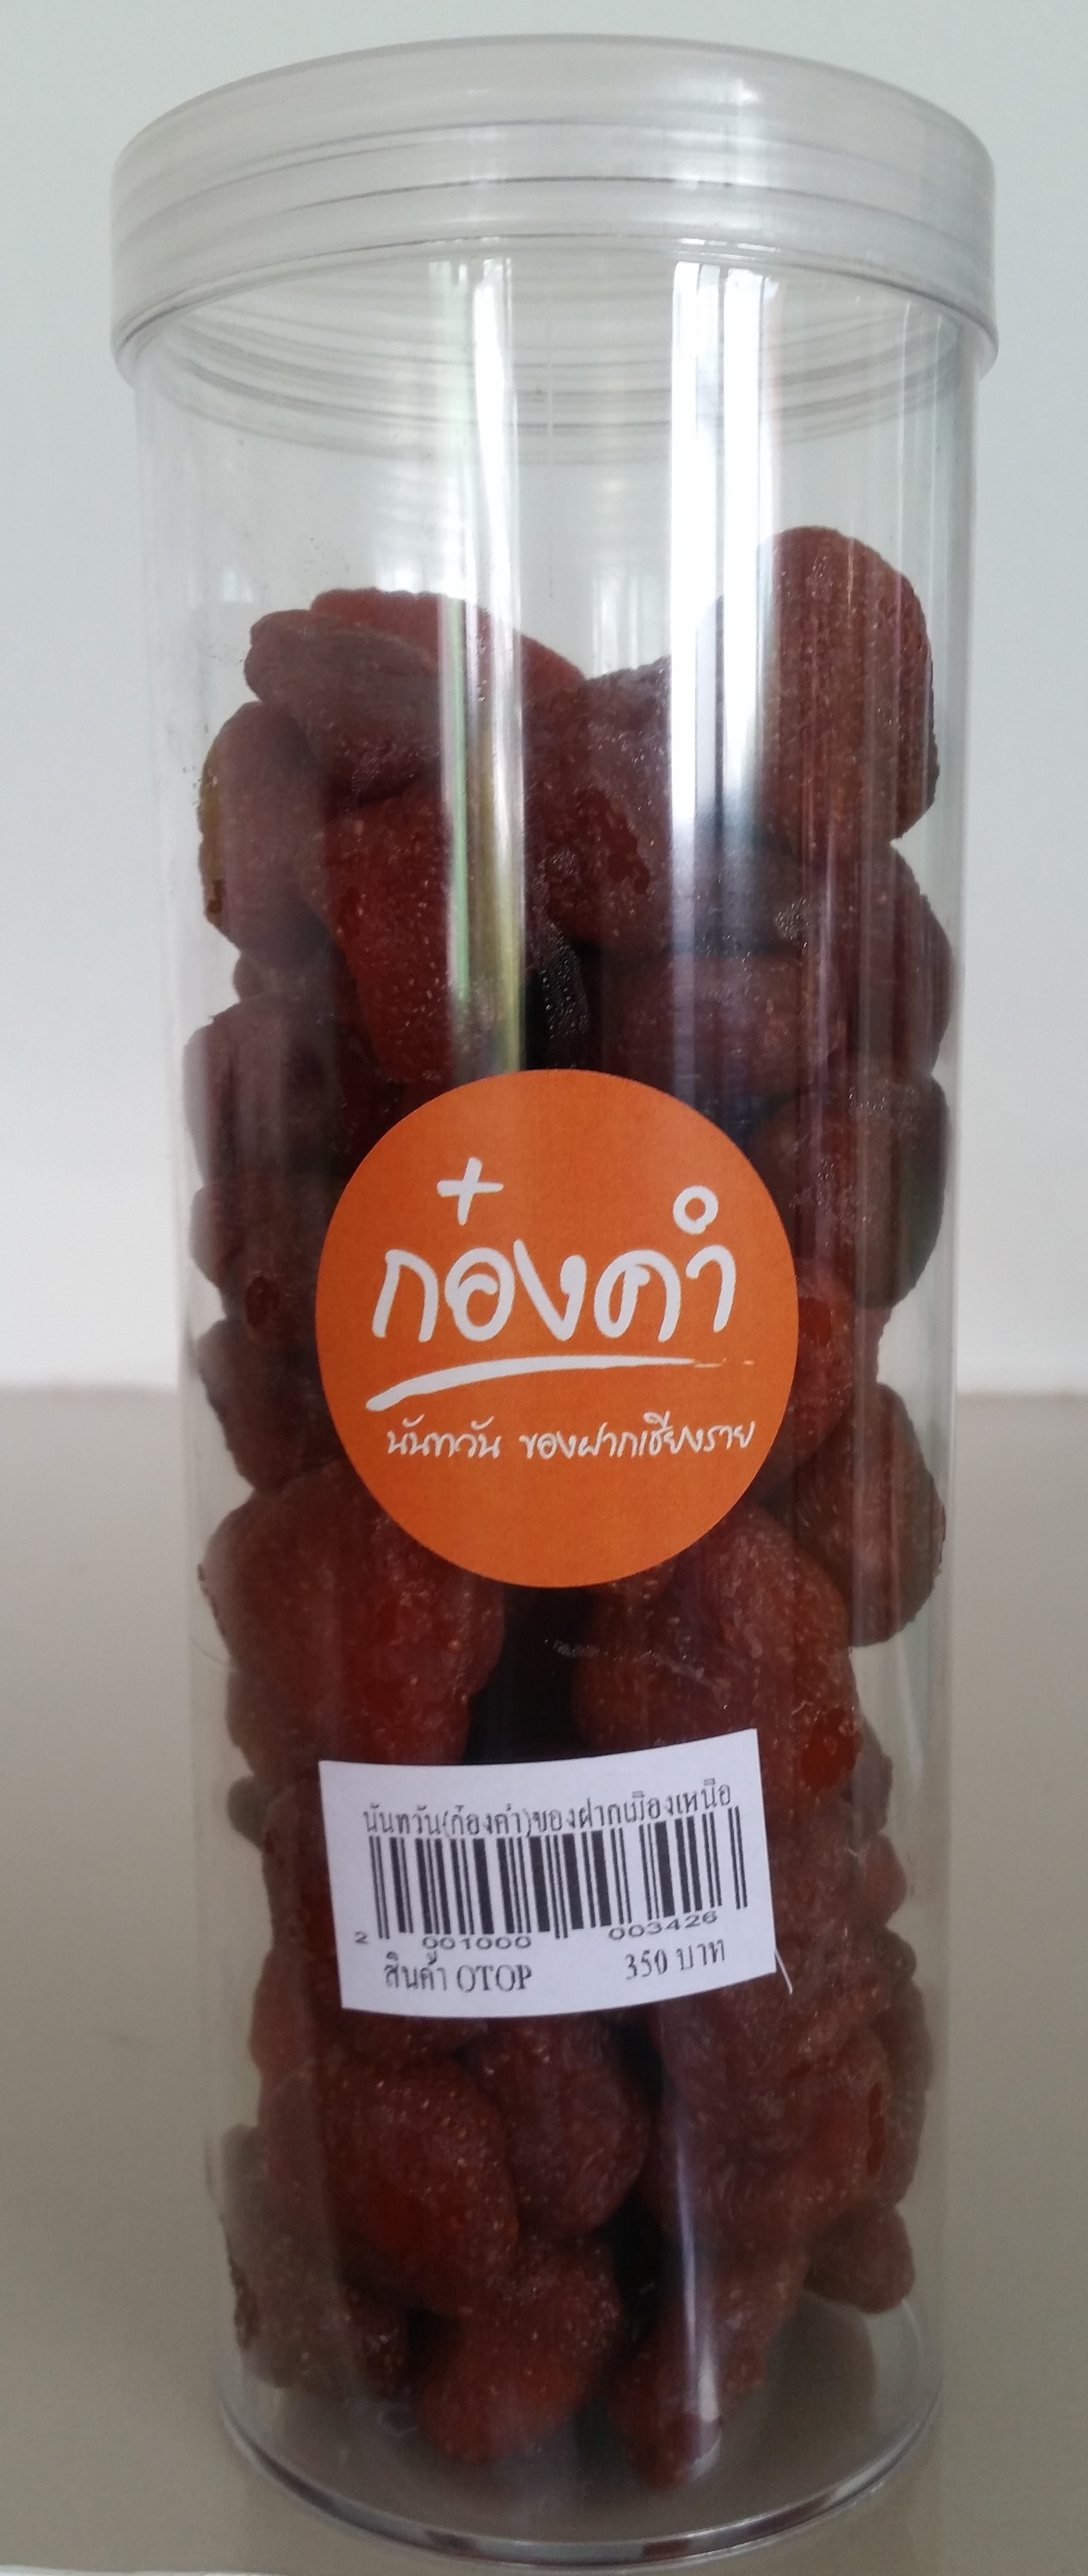 ก๋องคำ
นันทวัน ของฝากเชียงราย
นันทวัน(ก๋องคำ)ของฝากเมืองเหนือ
2 001000 003426
สินค้า OTOP 350 บาท